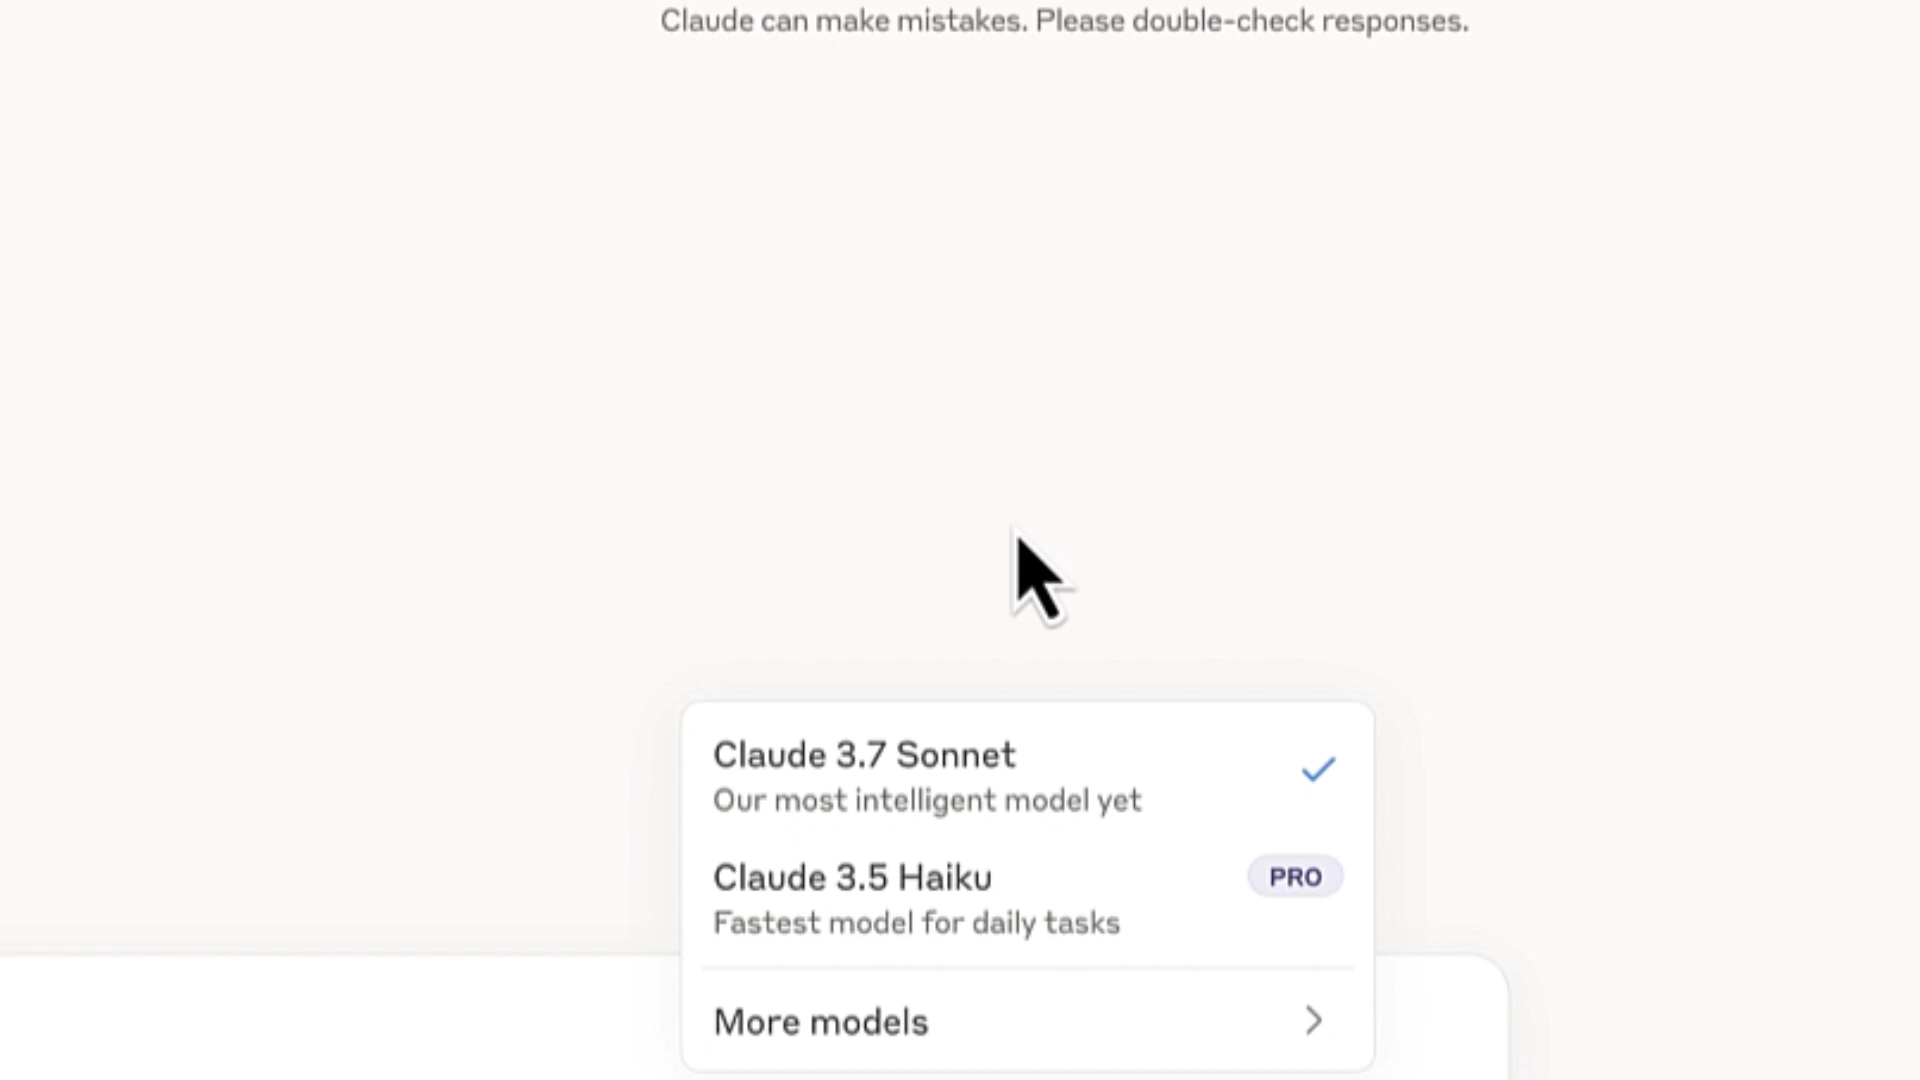 Claude can make mistakes. Please double-check responses.
Claude 3.7 Sonnet
Our most intelligent model yet
Claude 3.5 Haiku
PRO
Fastest model for daily tasks
More models